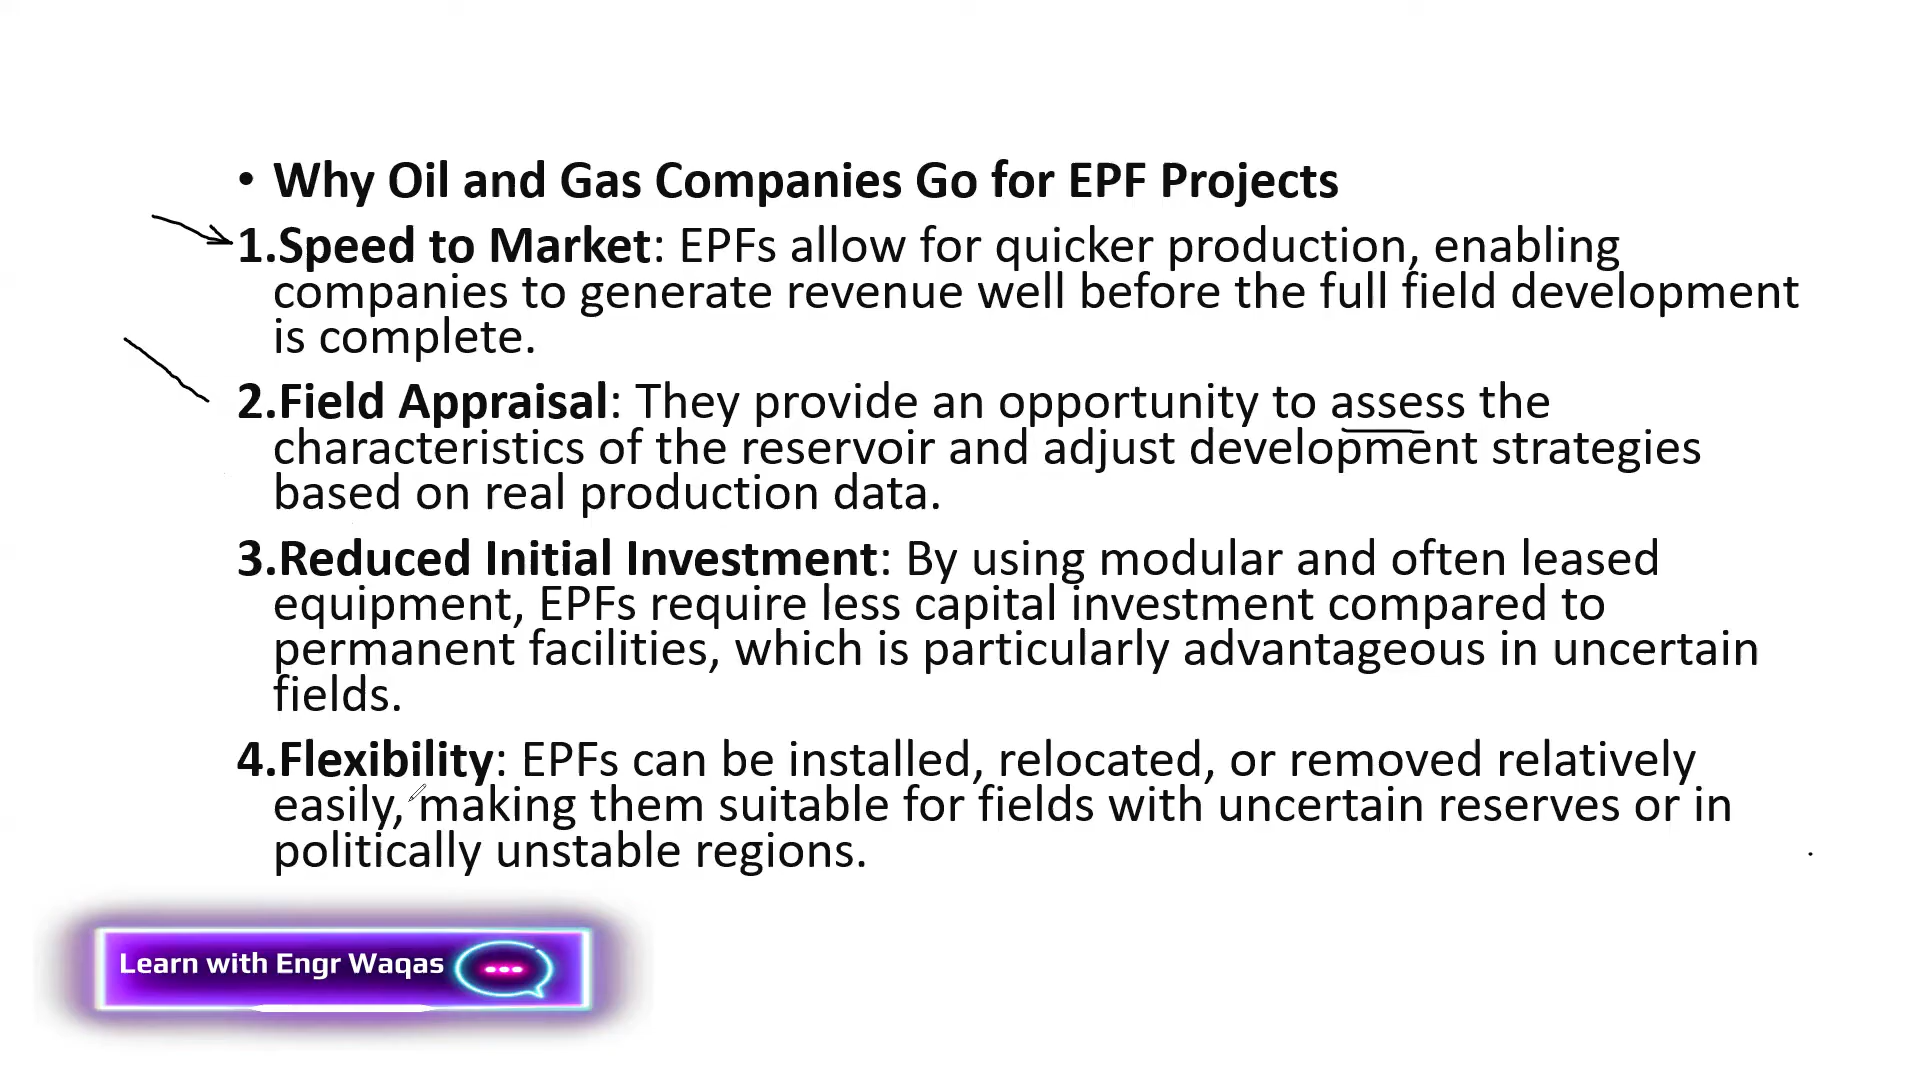 • Why Oil and Gas Companies Go for EPF Projects
1.Speed to Market: EPFs allow for quicker production, enabling
companies to generate revenue well before the full field development
is complete.
2.Field Appraisal: They provide an opportunity to assess the
characteristics of the reservoir and adjust development strategies
based on real production data.
3.Reduced Initial Investment: By using modular and often leased
equipment, EPFs require less capital investment compared to
permanent facilities, which is particularly advantageous in uncertain
fields.
4.Flexibility: EPFs can be installed, relocated, or removed relatively
easily, making them suitable for fields with uncertain reserves or in
politically unstable regions.
Learn with Engr Waqas